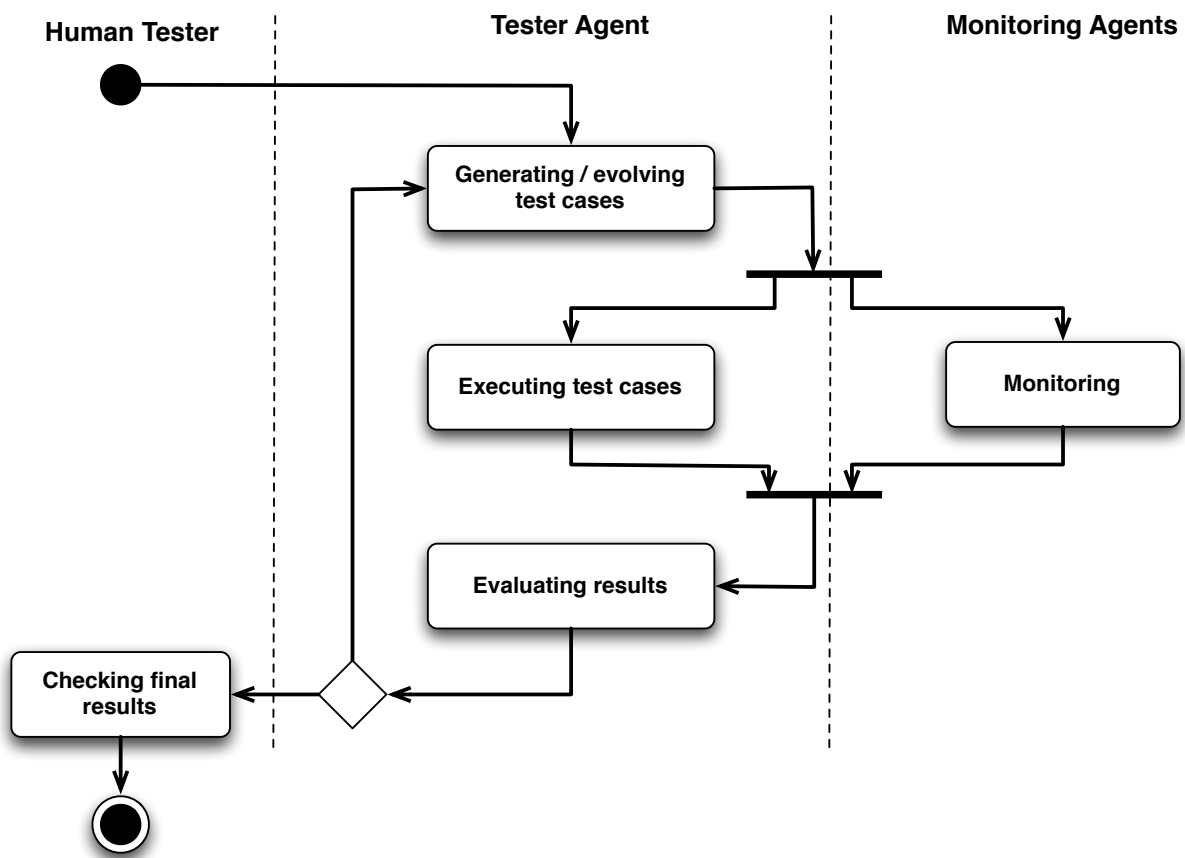 Human Tester
Tester Agent
Monitoring Agents
Generating / evolving
test cases
Executing test cases
Monitoring
Evaluating results
Checking final
results